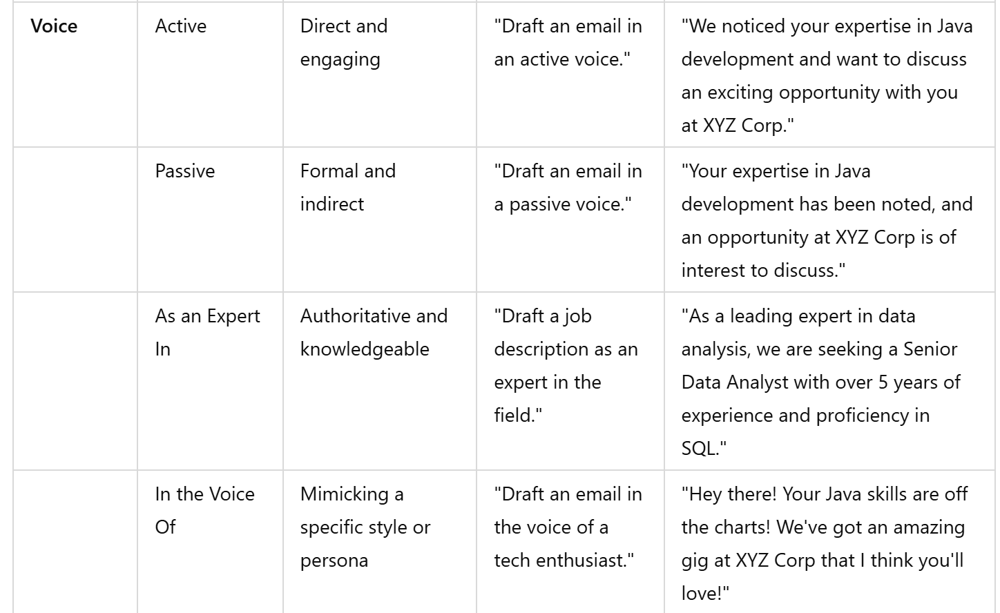 Voice
Active
Direct and
engaging
"Draft an email in
an active voice."
"We noticed your expertise in Java
development and want to discuss
an exciting opportunity with you
at XYZ Corp."
Passive
Formal and
indirect
"Draft an email in
a passive voice."
"Your expertise in Java
development has been noted, and
an opportunity at XYZ Corp is of
interest to discuss."
As an Expert
In
Authoritative and
knowledgeable
"Draft a job
description as an
expert in the
field."
"As a leading expert in data
analysis, we are seeking a Senior
Data Analyst with over 5 years of
experience and proficiency in
SQL."
In the Voice
Of
Mimicking a
specific style or
persona
"Draft an email in
the voice of a
tech enthusiast."
"Hey there! Your Java skills are off
the charts! We've got an amazing
gig at XYZ Corp that I think you'll
love!"